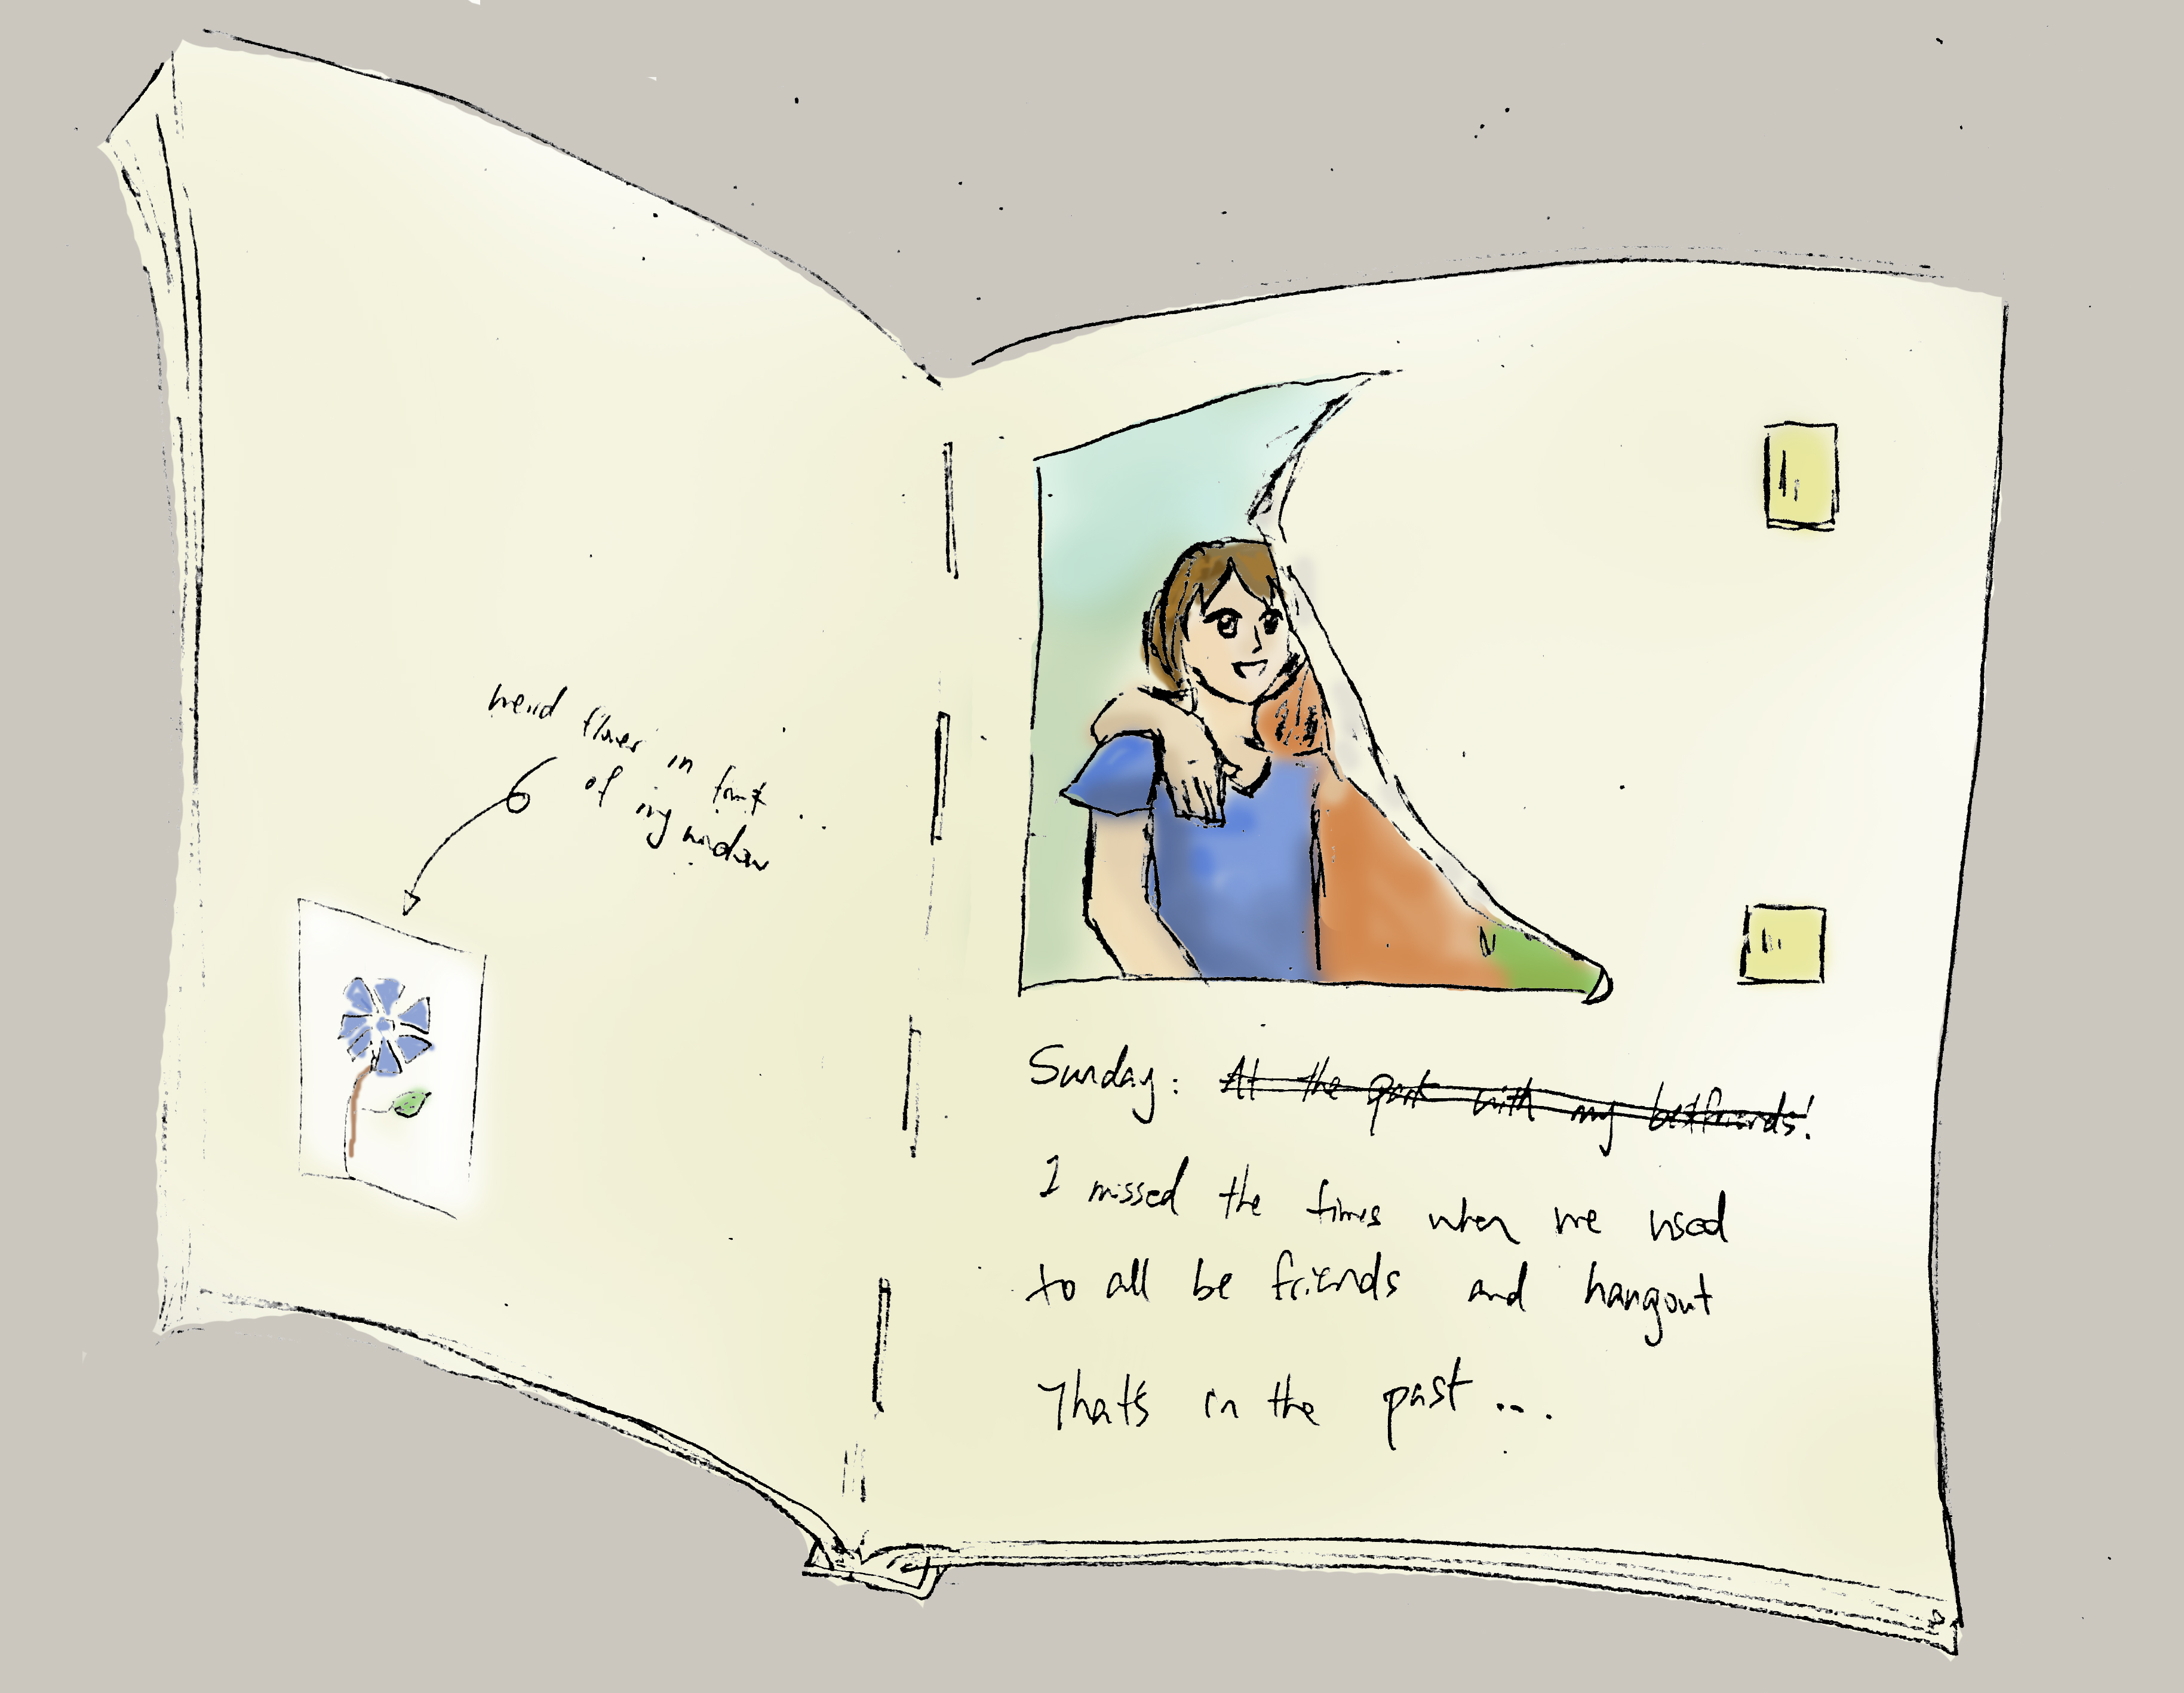 weird flower in front
of my window
Sunday: At the park with my bestfriends!
I missed the times when we used
to all be friends and hangout
That's in the past ...